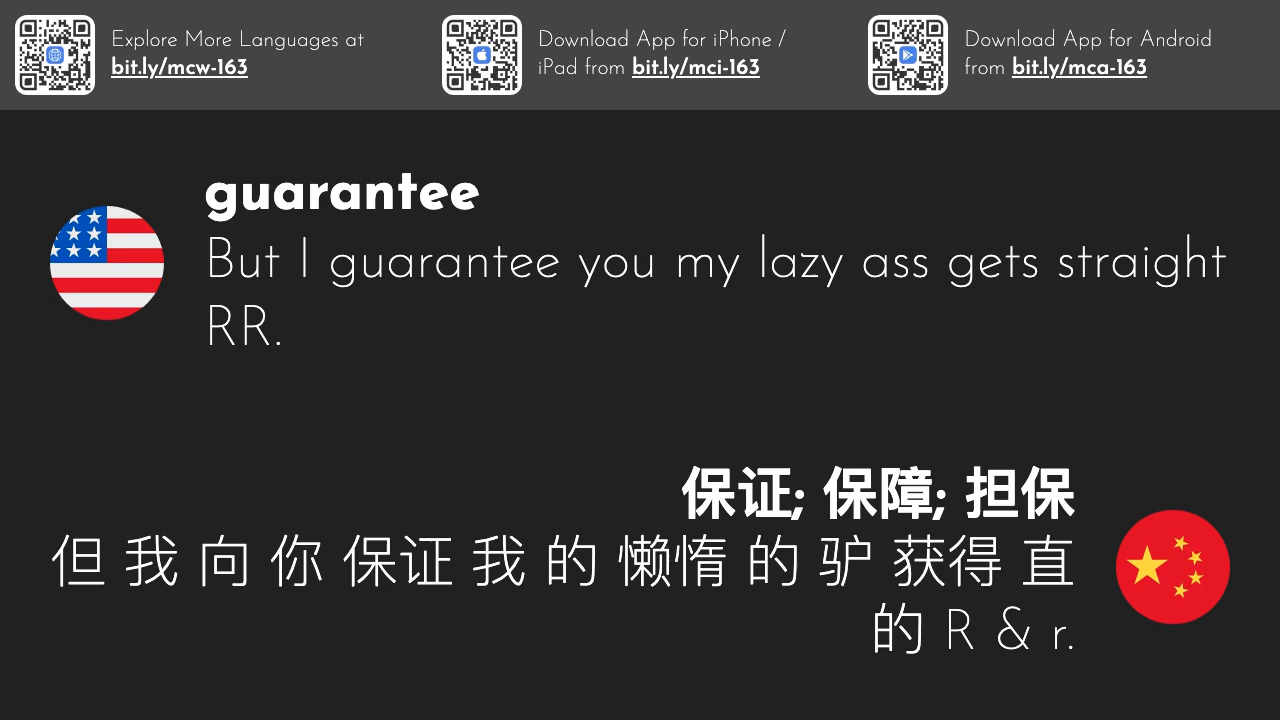 Explore More Languages at
bit.ly/mcw-163
Download App for iPhone /
iPad from bit.ly/mci-163
Download App for Android
from bit.ly/mca-163
guarantee
But I guarantee you my lazy ass gets straight
RR.
保证; 保障; 担保
但 我 向 你 保证 我 的 懒惰 的 驴 获得 直
的 R & r.